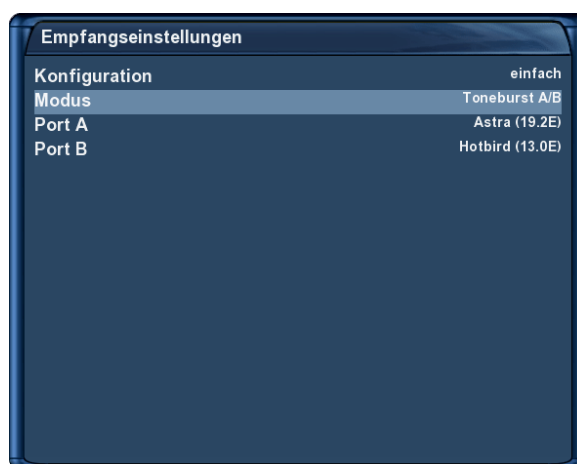 Empfangseinstellungen
Konfiguration einfach
Modus Toneburst A/B
Port A Astra (19.2E)
Port B Hotbird (13.0E)